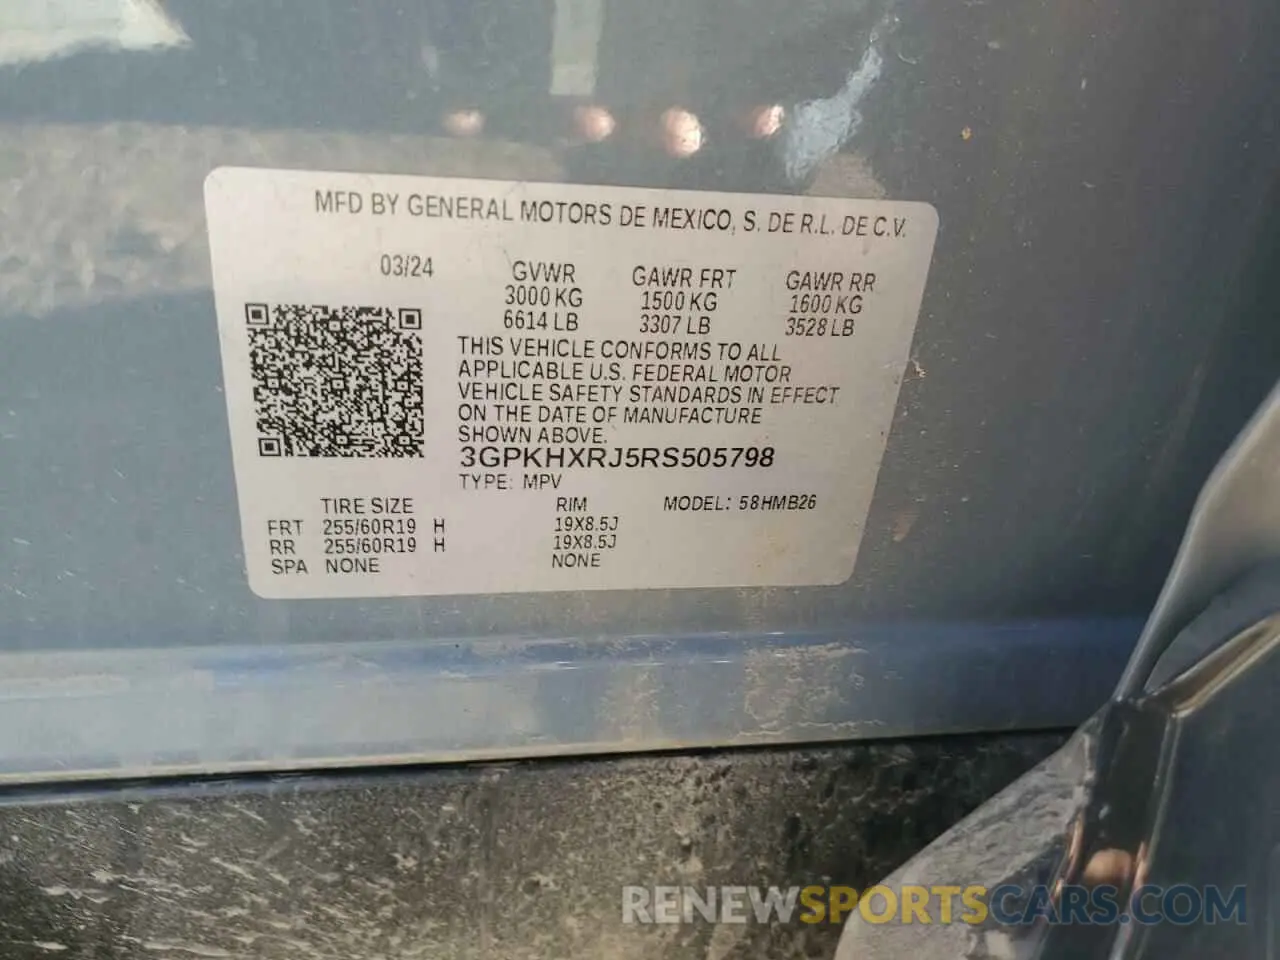 MFD BY GENERAL MOTORS DE MEXICO, S. DE R.L. DE C.V.
03/24 GVWR GAWR FRT GAWR RR
3000 KG 1500 KG 1600 KG
6614 LB 3307 LB 3528 LB
THIS VEHICLE CONFORMS TO ALL
APPLICABLE U.S. FEDERAL MOTOR
VEHICLE SAFETY STANDARDS IN EFFECT
ON THE DATE OF MANUFACTURE
SHOWN ABOVE.
3GPKHXRJ5RS505798
TYPE: MPV
TIRE SIZE RIM MODEL: 58HMB26
FRT 255/60R19 H 19X8.5J
RR 255/60R19 H 19X8.5J
SPA NONE NONE
RENEWSPORTSCARS.COM